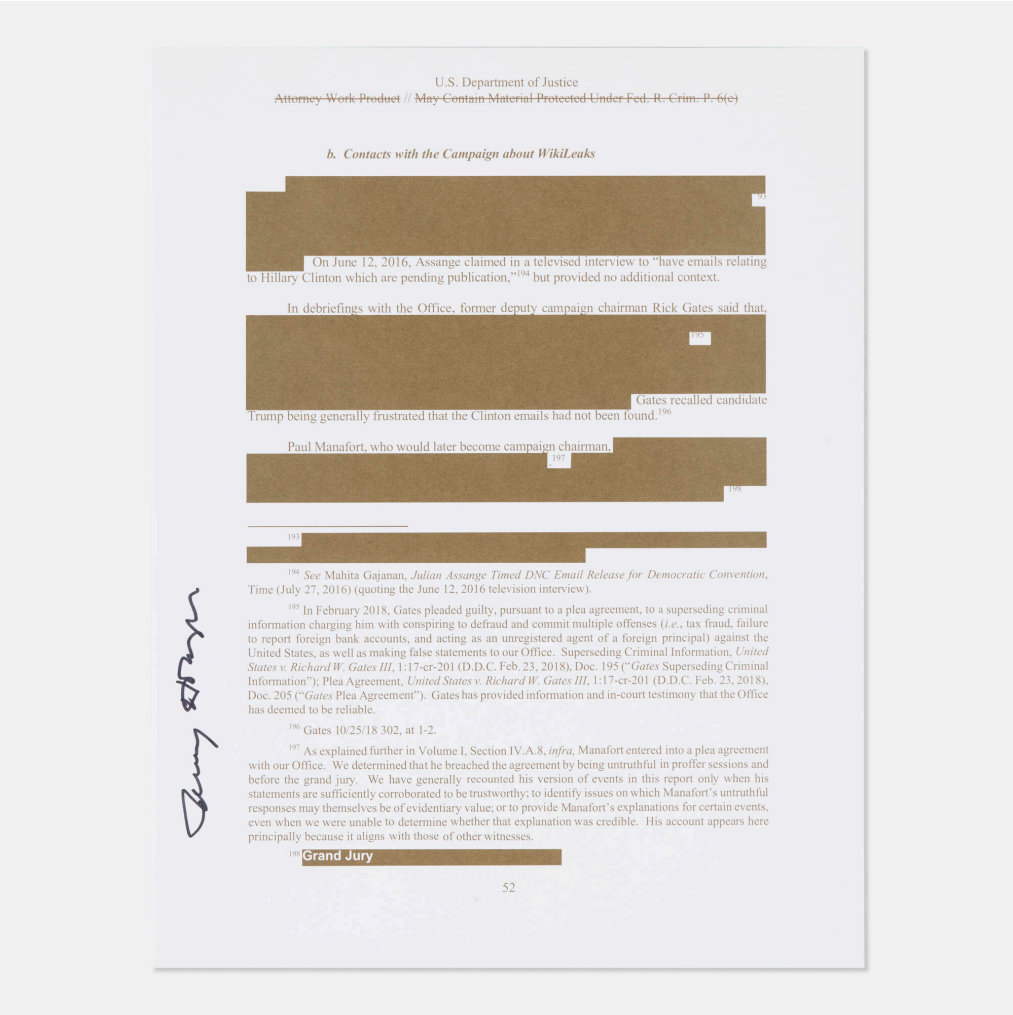 U.S. Department of Justice
Attorney Work Product // May Contain Material Protected Under Fed. R. Crim. P. 6(e)
b. Contacts with the Campaign about WikiLeaks
193
On June 12, 2016, Assange claimed in a televised interview to “have emails relating
to Hillary Clinton which are pending publication,”194 but provided no additional context.
In debriefings with the Office, former deputy campaign chairman Rick Gates said that,
195
Gates recalled candidate
Trump being generally frustrated that the Clinton emails had not been found.196
Paul Manafort, who would later become campaign chairman,
.197
198
193
194 See Mahita Gajanan, Julian Assange Timed DNC Email Release for Democratic Convention,
Time (July 27, 2016) (quoting the June 12, 2016 television interview).
195 In February 2018, Gates pleaded guilty, pursuant to a plea agreement, to a superseding criminal
information charging him with conspiring to defraud and commit multiple offenses (i.e., tax fraud, failure
to report foreign bank accounts, and acting as an unregistered agent of a foreign principal) against the
United States, as well as making false statements to our Office. Superseding Criminal Information, United
States v. Richard W. Gates III, 1:17-cr-201 (D.D.C. Feb. 23, 2018), Doc. 195 (“Gates Superseding Criminal
Information”); Plea Agreement, United States v. Richard W. Gates III, 1:17-cr-201 (D.D.C. Feb. 23, 2018),
Doc. 205 (“Gates Plea Agreement”). Gates has provided information and in-court testimony that the Office
has deemed to be reliable.
196 Gates 10/25/18 302, at 1-2.
197 As explained further in Volume I, Section IV.A.8, infra, Manafort entered into a plea agreement
with our Office. We determined that he breached the agreement by being untruthful in proffer sessions and
before the grand jury. We have generally recounted his version of events in this report only when his
statements are sufficiently corroborated to be trustworthy; to identify issues on which Manafort’s untruthful
responses may themselves be of evidentiary value; or to provide Manafort’s explanations for certain events,
even when we were unable to determine whether that explanation was credible. His account appears here
principally because it aligns with those of other witnesses.
198 Grand Jury
52